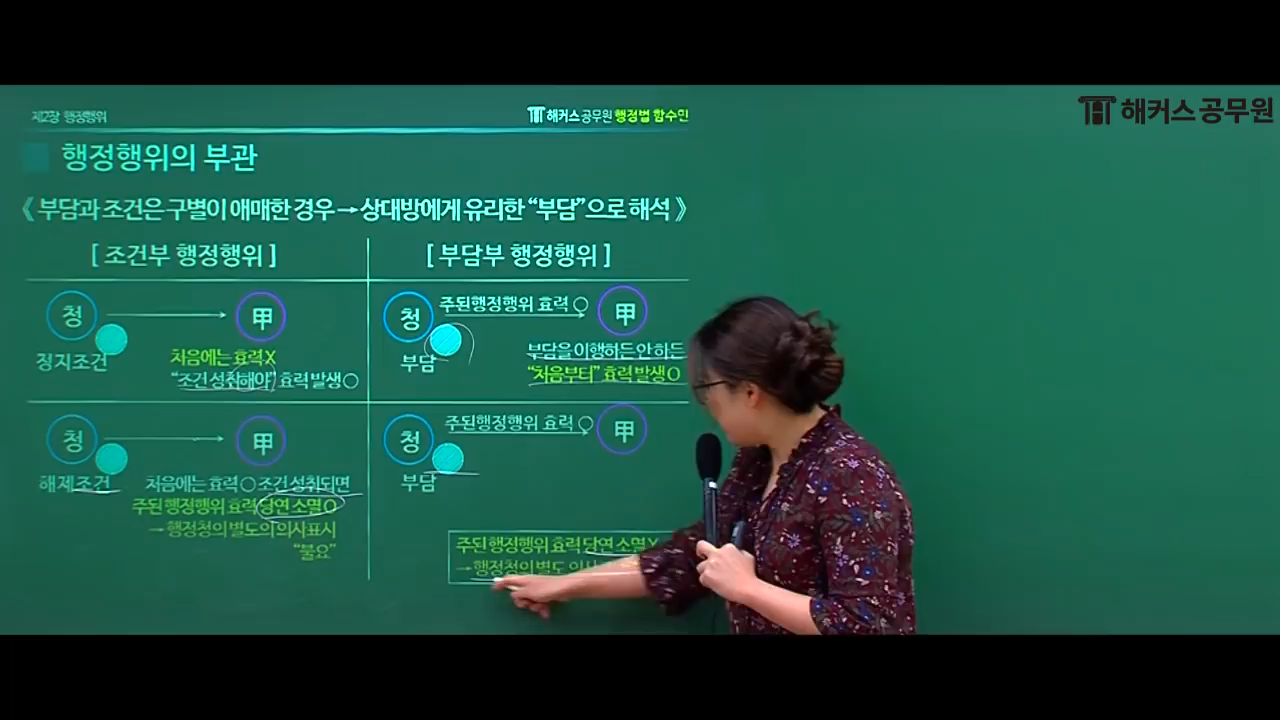 제2장 행정행위
해커스공무원 행정법 함수민
해커스공무원
행정행위의 부관
《 부담과 조건은 구별이 애매한 경우 → 상대방에게 유리한 “부담”으로 해석 》
[ 조건부 행정행위 ]
[ 부담부 행정행위 ]
청
甲
정지조건
처음에는 효력 X
“조건 성취해야” 효력 발생 ○
청
주된행정행위 효력 ○
甲
부담
부담을 이행하든 안 하든
“처음부터” 효력 발생 O
청
甲
해제조건
처음에는 효력 ○ 조건 성취되면
주된 행정행위 효력 당연 소멸 O
→ 행정청의 별도의 의사표시
“불요”
청
주된행정행위 효력 ○
甲
부담
주된 행정행위 효력 당연 소멸 X
→ 행정청의 별도